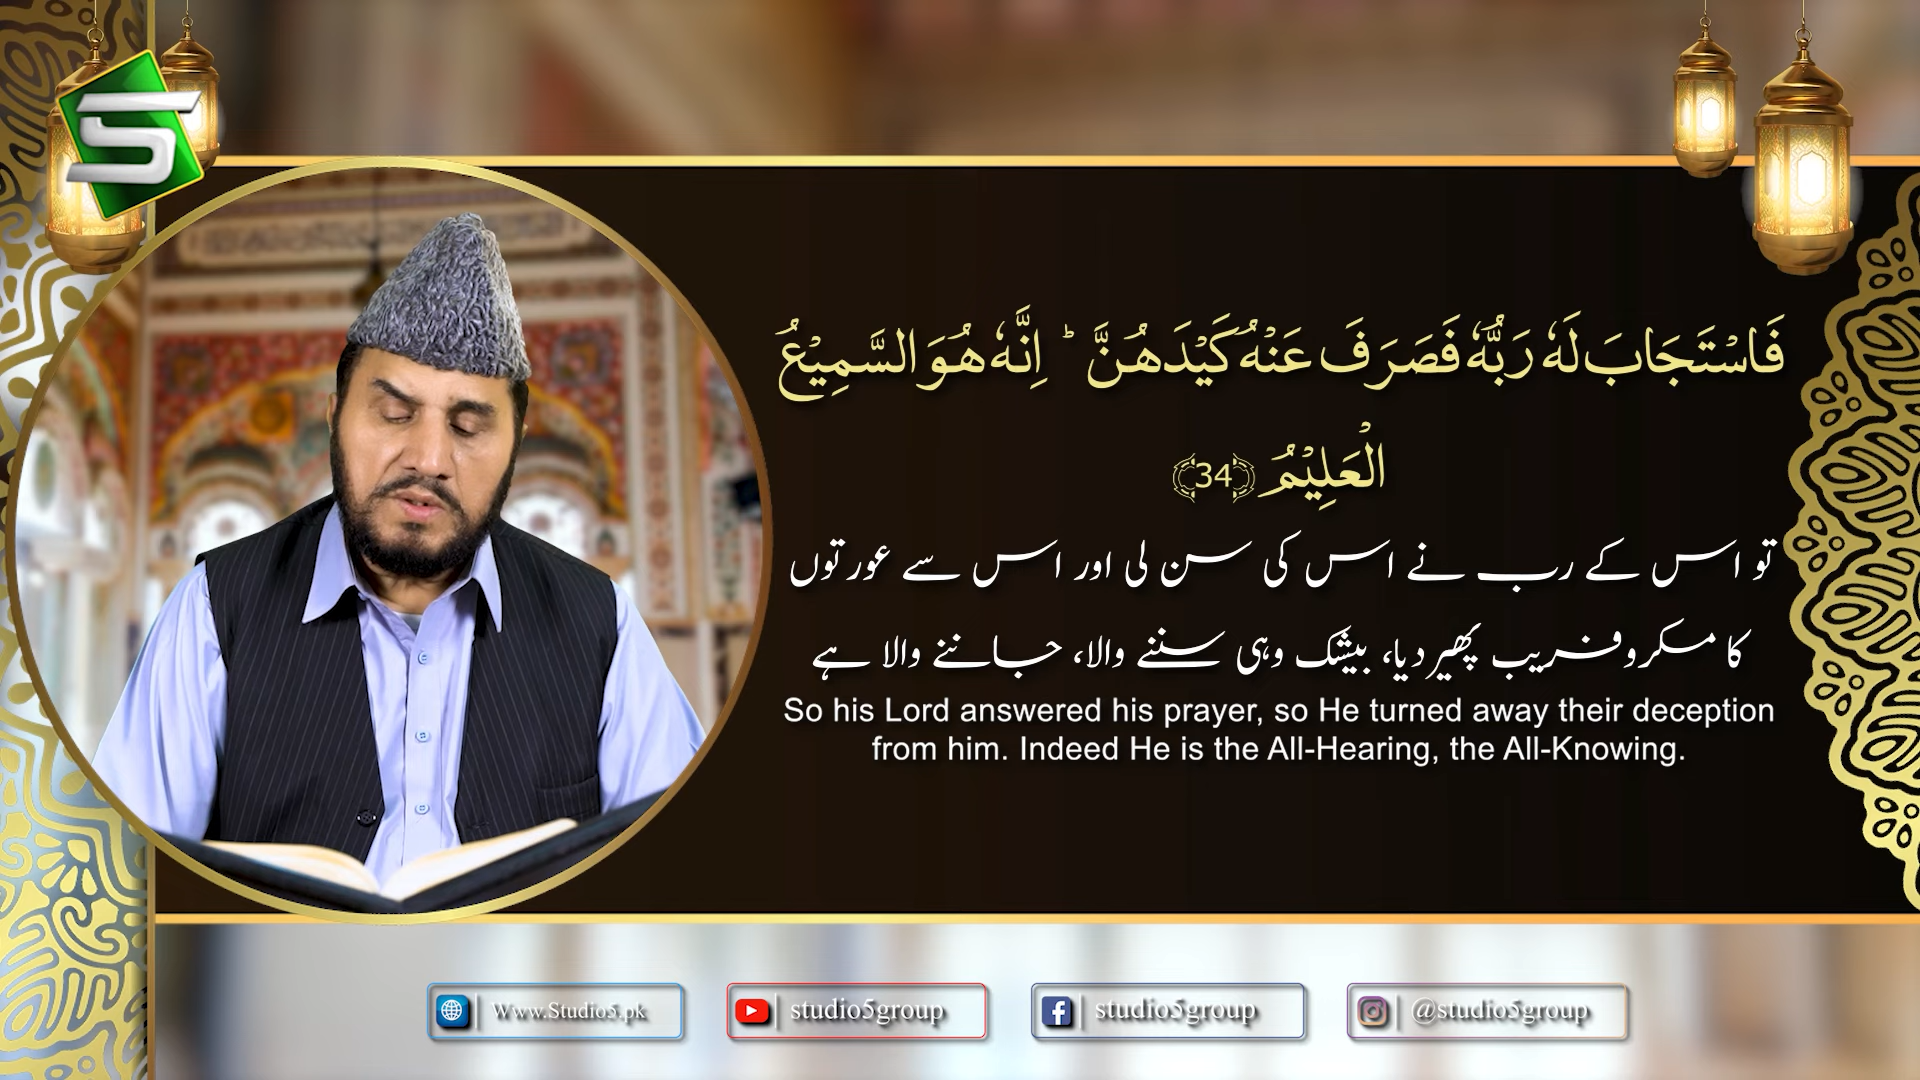 فَاسْتَجَابَ لَهٗ رَبُّهٗ فَصَرَفَ عَنْهُ كَیْدَهُنَّ ؕ اِنَّهٗ هُوَ السَّمِیْعُ
الْعَلِیْمُ ﴿34﴾
تو اس کے رب نے اس کی سن لی اور اس سے عورتوں
کا مکروفریب پھیردیا، بیشک وہی سننے والا، جاننے والا ہے
So his Lord answered his prayer, so He turned away their deception
from him. Indeed He is the All-Hearing, the All-Knowing.
Www.Studio5.pk
studio5group
studio5group
@studio5group